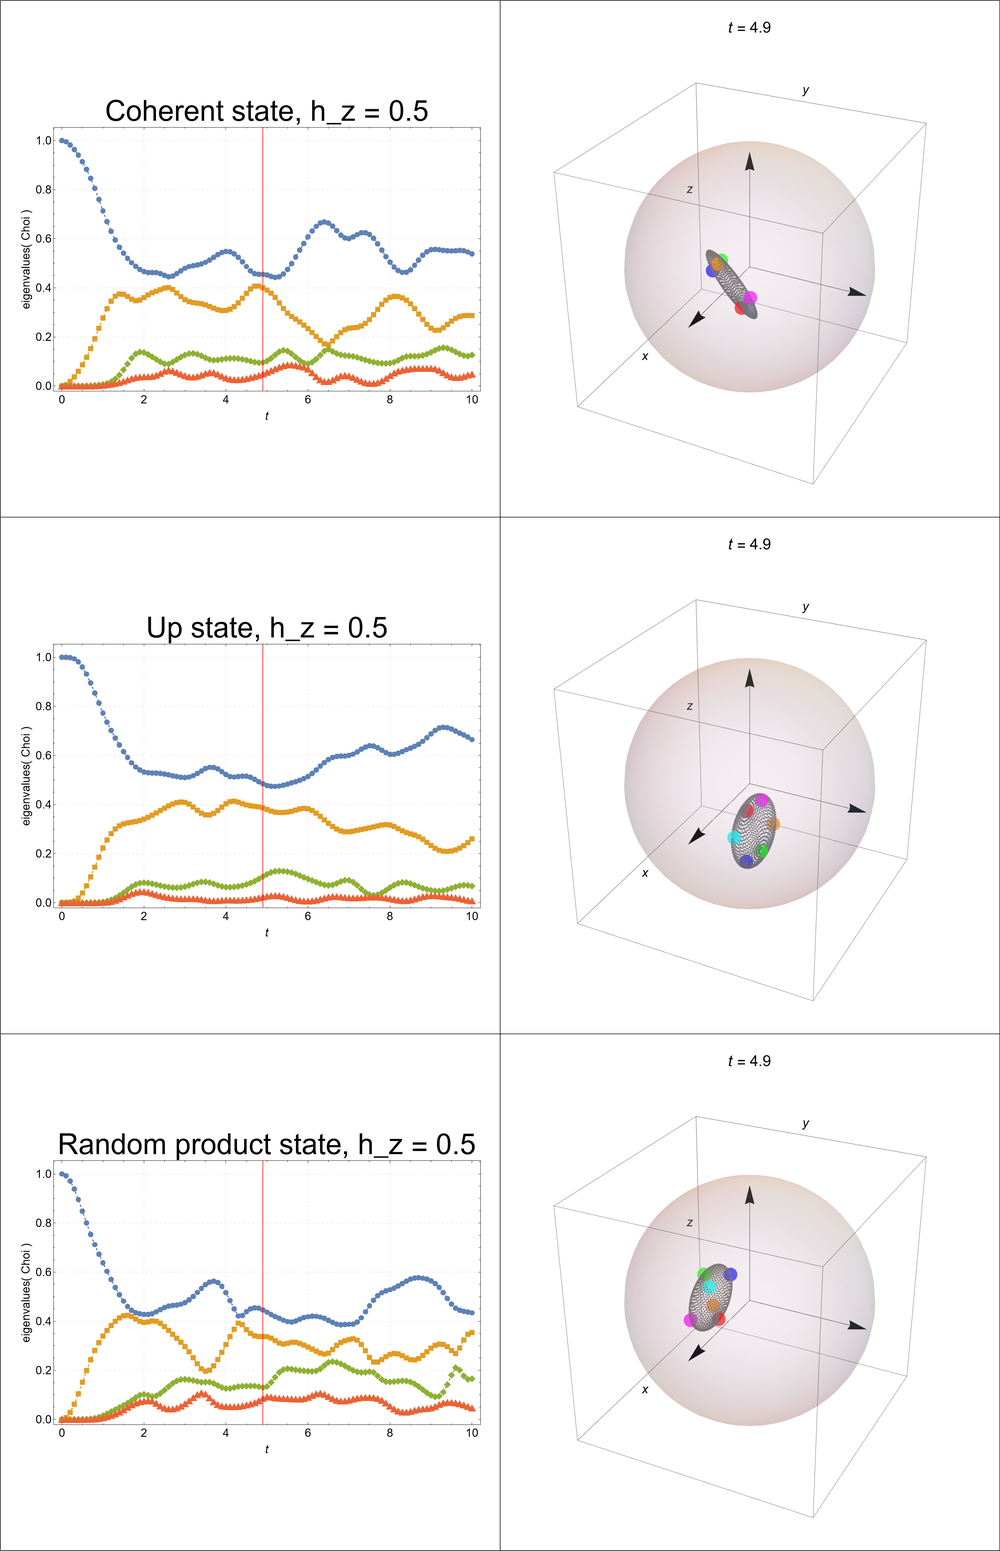 Coherent state, h_z = 0.5
eigenvalues( Choi )
1.0
0.8
0.6
0.4
0.2
0.0
0 2 4 6 8 10
t
t = 4.9
y
z
x
Up state, h_z = 0.5
eigenvalues( Choi )
1.0
0.8
0.6
0.4
0.2
0.0
0 2 4 6 8 10
t
t = 4.9
y
z
x
Random product state, h_z = 0.5
eigenvalues( Choi )
1.0
0.8
0.6
0.4
0.2
0.0
0 2 4 6 8 10
t
t = 4.9
y
z
x